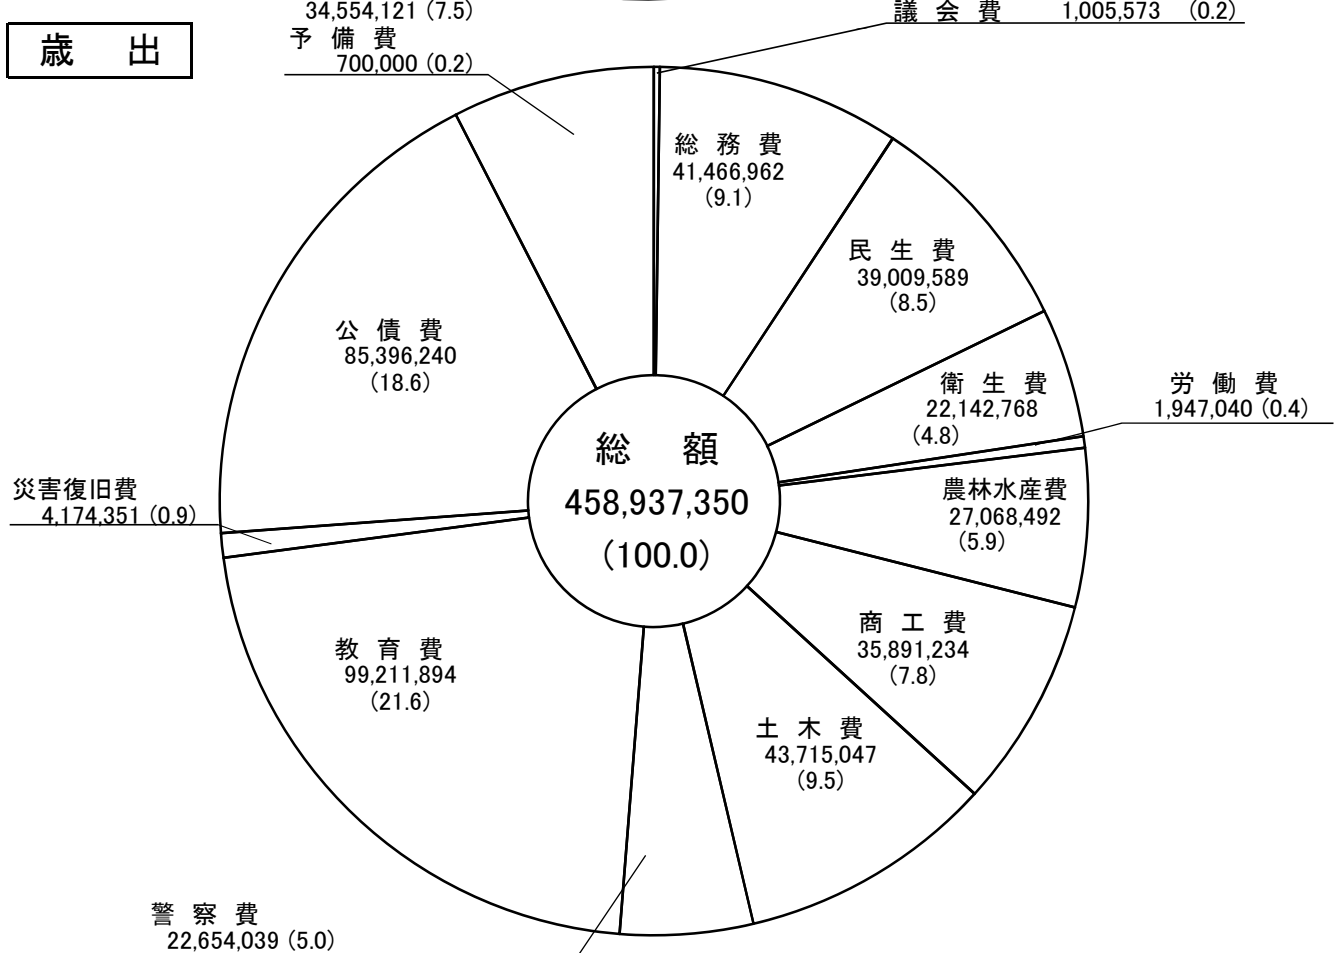 34,554,121 (7.5)
議会費 1,005,573 (0.2)
歳出
予備費
700,000 (0.2)
総務費
41,466,962
(9.1)
民生費
39,009,589
(8.5)
公債費
85,396,240
(18.6)
衛生費
22,142,768
(4.8)
労働費
1,947,040 (0.4)
総額
458,937,350
(100.0)
災害復旧費
4,174,351 (0.9)
農林水産費
27,068,492
(5.9)
商工費
35,891,234
(7.8)
教育費
99,211,894
(21.6)
土木費
43,715,047
(9.5)
警察費
22,654,039 (5.0)